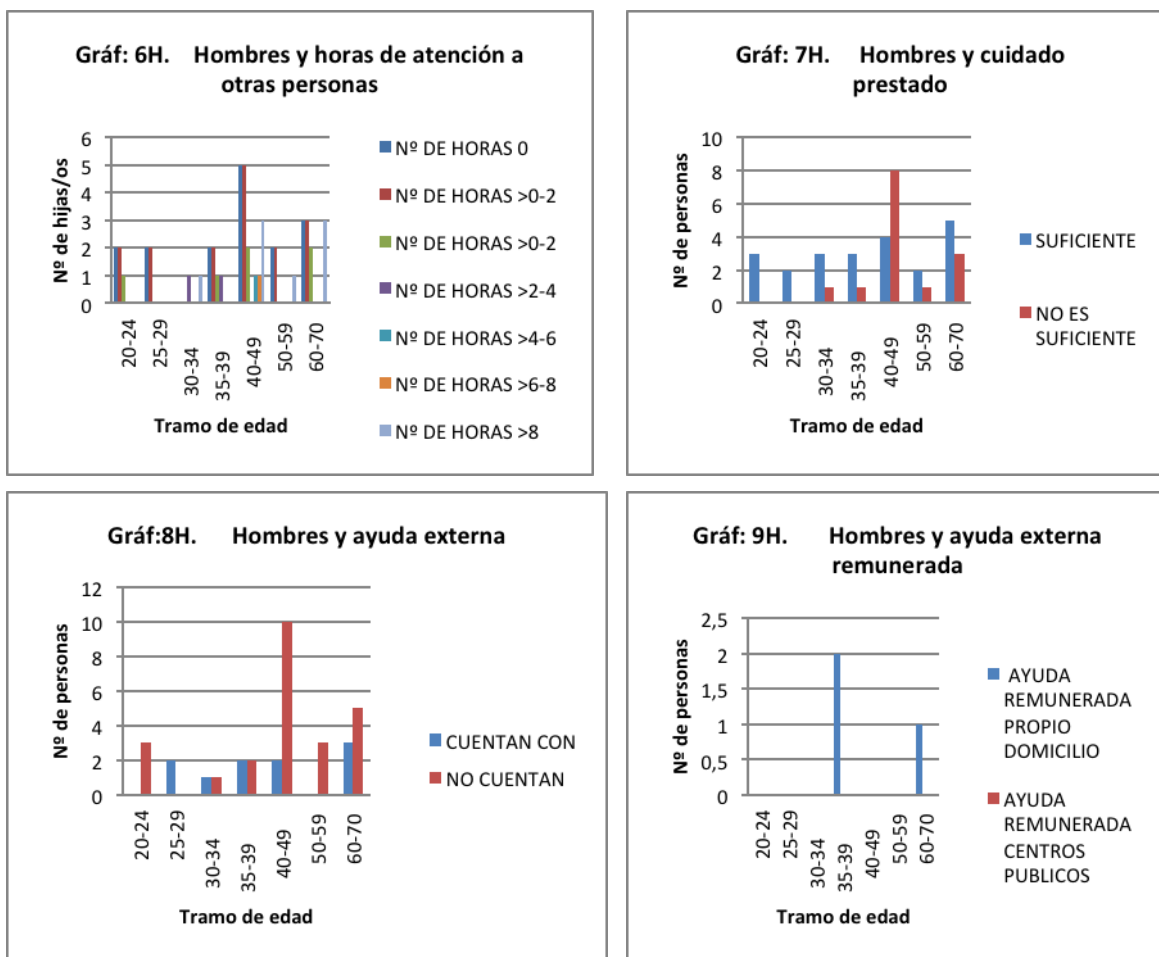 Gráf: 6H. Hombres y horas de atención a
otras personas
Nº de hijas/os
6
5
4
3
2
1
0
20-24
25-29
30-34
35-39
40-49
50-59
60-70
Tramo de edad
Nº DE HORAS 0
Nº DE HORAS >0-2
Nº DE HORAS >0-2
Nº DE HORAS >2-4
Nº DE HORAS >4-6
Nº DE HORAS >6-8
Nº DE HORAS >8
Gráf: 7H. Hombres y cuidado
prestado
Nº de personas
10
8
6
4
2
0
20-24
25-29
30-34
35-39
40-49
50-59
60-70
Tramo de edad
SUFICIENTE
NO ES
SUFICIENTE
Gráf:8H. Hombres y ayuda externa
Nº de personas
12
10
8
6
4
2
0
20-24
25-29
30-34
35-39
40-49
50-59
60-70
Tramo de edad
CUENTAN CON
NO CUENTAN
Gráf: 9H. Hombres y ayuda externa
remunerada
Nº de personas
2,5
2
1,5
1
0,5
0
20-24
25-29
30-34
35-39
40-49
50-59
60-70
Tramo de edad
AYUDA
REMUNERADA
PROPIO
DOMICILIO
AYUDA
REMUNERADA
CENTROS
PUBLICOS